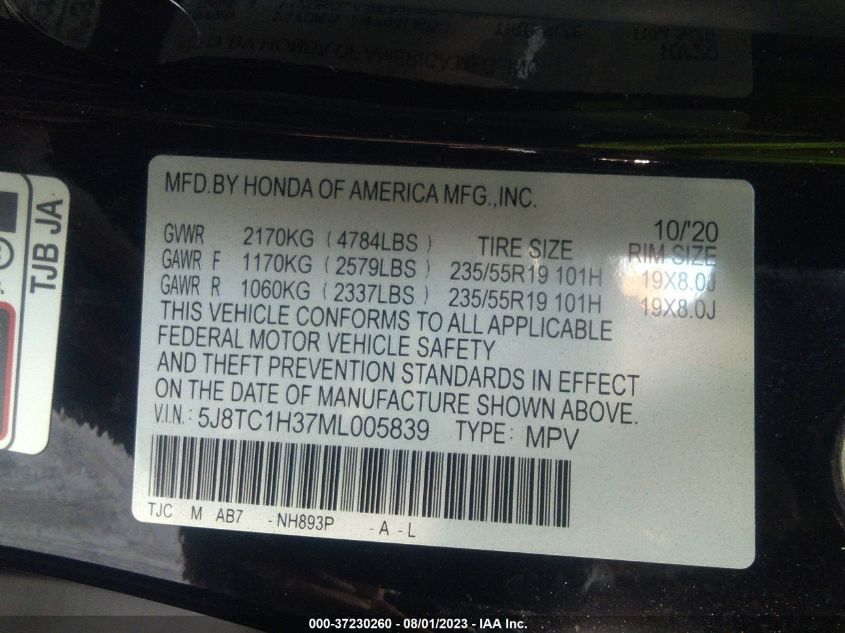 MFD.BY HONDA OF AMERICA MFG.,INC.
10/'20
GVWR 2170KG (4784LBS) TIRE SIZE RIM SIZE
GAWR F 1170KG (2579LBS) 235/55R19 101H 19X8.0J
GAWR R 1060KG (2337LBS) 235/55R19 101H 19X8.0J
THIS VEHICLE CONFORMS TO ALL APPLICABLE
FEDERAL MOTOR VEHICLE SAFETY
AND THEFT PREVENTION STANDARDS IN EFFECT
ON THE DATE OF MANUFACTURE SHOWN ABOVE.
V.I.N.: 5J8TC1H37ML005839 TYPE: MPV
TJC M AB7 -NH893P -A -L
TJB JA
000-37230260 - 08/01/2023 - IAA Inc.